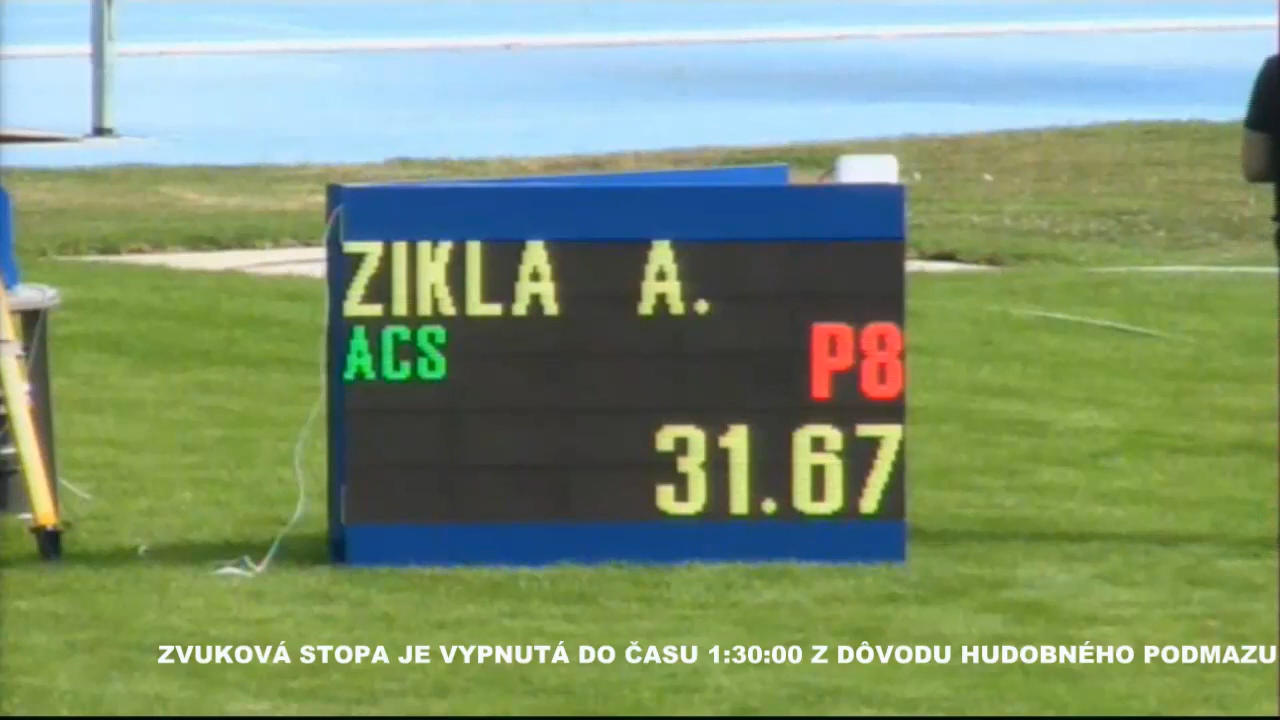 ZIKLA A.
ACS
P8
31.67
ZVUKOVÁ STOPA JE VYPNUTÁ DO ČASU 1:30:00 Z DÔVODU HUDOBNÉHO PODMAZU